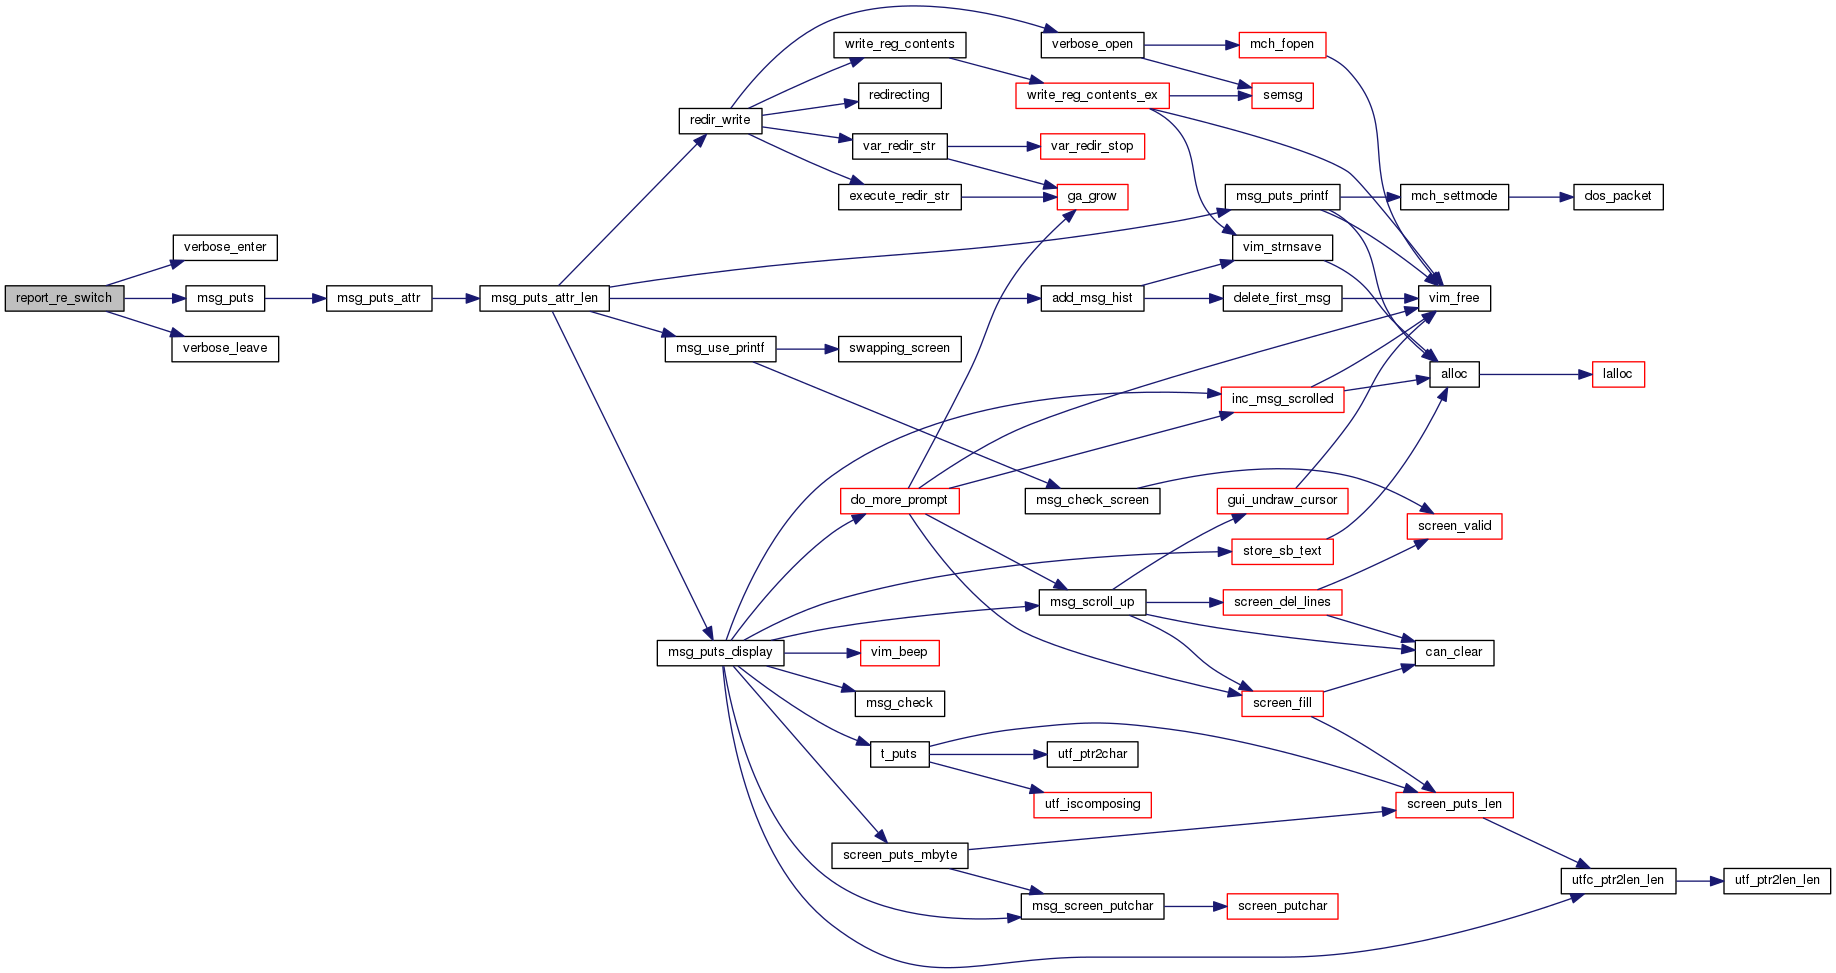 report_re_switch
verbose_enter
msg_puts
verbose_leave
msg_puts_attr
msg_puts_attr_len
redir_write
msg_use_printf
msg_puts_display
write_reg_contents
redirecting
var_redir_str
execute_redir_str
swapping_screen
do_more_prompt
vim_beep
msg_check
t_puts
screen_puts_mbyte
verbose_open
write_reg_contents_ex
var_redir_stop
ga_grow
add_msg_hist
msg_check_screen
msg_scroll_up
utf_ptr2char
utf_iscomposing
msg_screen_putchar
mch_fopen
semsg
msg_puts_printf
vim_strnsave
delete_first_msg
inc_msg_scrolled
gui_undraw_cursor
store_sb_text
screen_del_lines
screen_fill
screen_putchar
mch_settmode
vim_free
alloc
screen_valid
can_clear
screen_puts_len
dos_packet
lalloc
utfc_ptr2len_len
utf_ptr2len_len